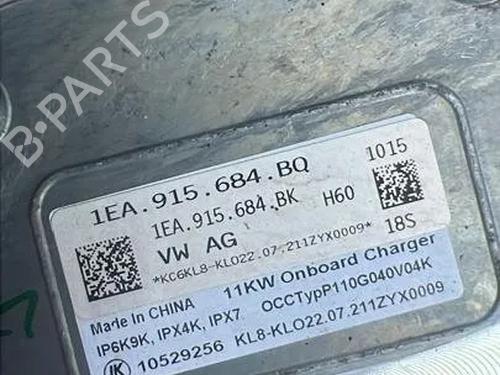 B-PARTS
1EA.915.684.BQ 1015
1EA.915.684.BK H60
VW AG 18S
*KC6KL8-KLO22.07.211ZYX0009*
Made in CHINA 11KW Onboard Charger
IP6K9K, IPX4K, IPX7 OCCTypP110G040V04K
1K 10529256 KL8-KLO22.07.211ZYX0009